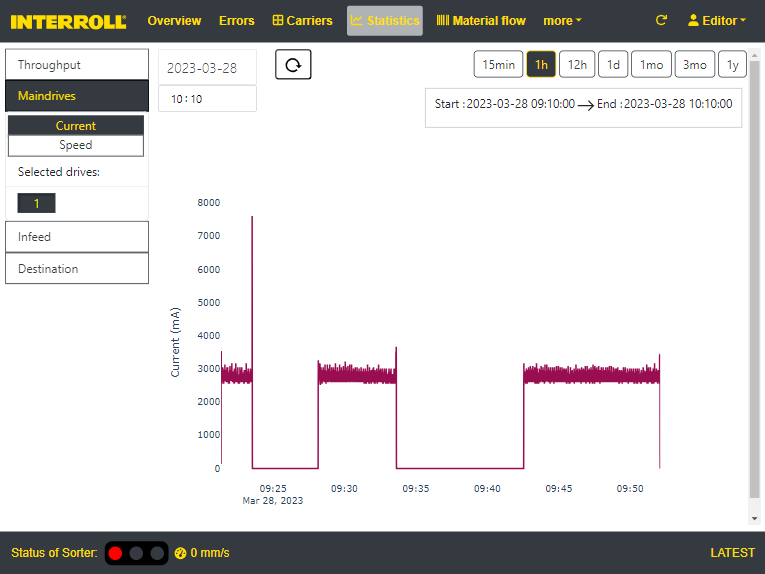 INTERROLL Overview Errors Carriers Statistics Material flow more Editor
Throughput
Maindrives
Current
Speed
Selected drives:
1
Infeed
Destination
2023-03-28
10:10
15min 1h 12h 1d 1mo 3mo 1y
Start :2023-03-28 09:10:00 End :2023-03-28 10:10:00
Current (mA)
8000
7000
6000
5000
4000
3000
2000
1000
0
09:25 09:30 09:35 09:40 09:45 09:50
Mar 28, 2023
Status of Sorter: 0 mm/s LATEST